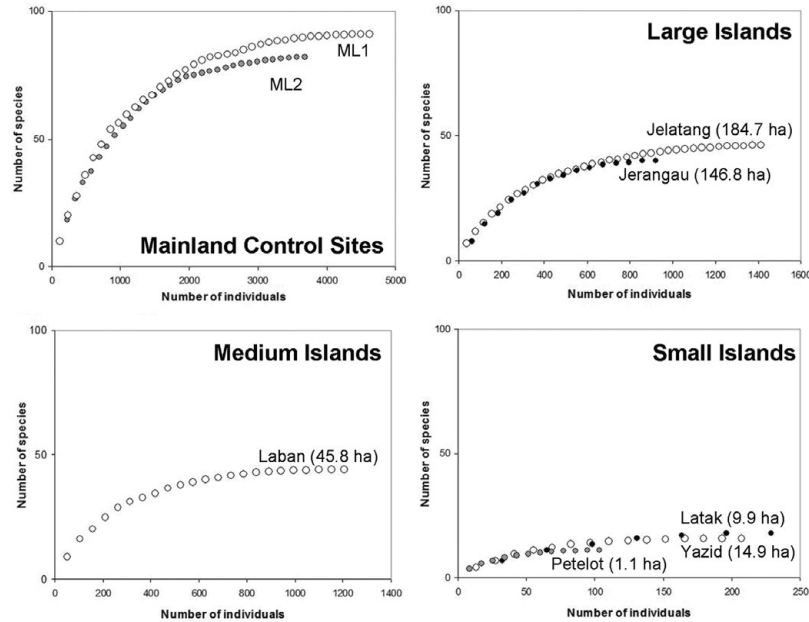 100
50
0
Number of species
ML1
ML2
Mainland Control Sites
0 1000 2000 3000 4000 5000
Number of individuals
100
50
0
Number of species
Large Islands
Jelatang (184.7 ha)
Jerangau (146.8 ha)
0 200 400 600 800 1000 1200 1400 1600
Number of individuals
100
50
0
Number of species
Medium Islands
Laban (45.8 ha)
0 200 400 600 800 1000 1200 1400
Number of individuals
100
50
0
Number of species
Small Islands
Latak (9.9 ha)
Yazid (14.9 ha)
Petelot (1.1 ha)
0 50 100 150 200 250
Number of individuals